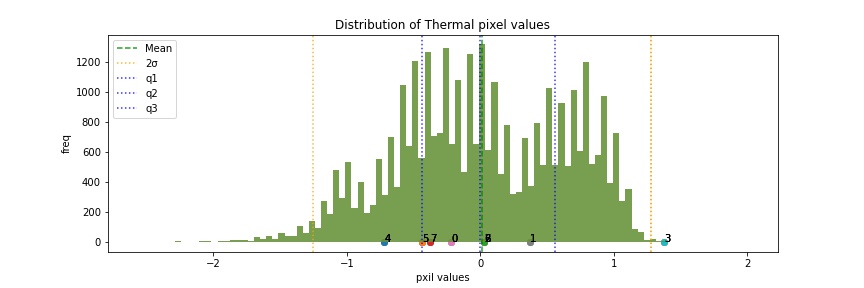 Distribution of Thermal pixel values
Mean
2σ
q1
q2
q3
freq
1200
1000
800
600
400
200
0
4
5
7
0
1
3
−2
−1
0
1
2
pxil values